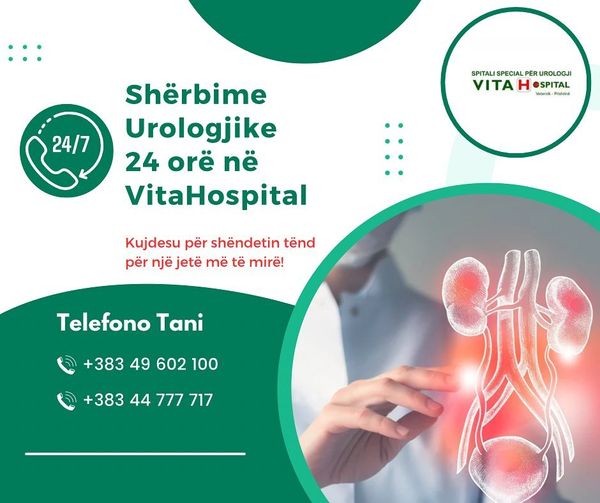 SPITALI SPECIAL PËR UROLOGJI
VITA HOSPITAL
Veternik - Prishtinë
24/7
Shërbime
Urologjike
24 orë në
VitaHospital
Kujdesu për shëndetin tënd
për një jetë më të mirë!
Telefono Tani
+383 49 602 100
+383 44 777 717